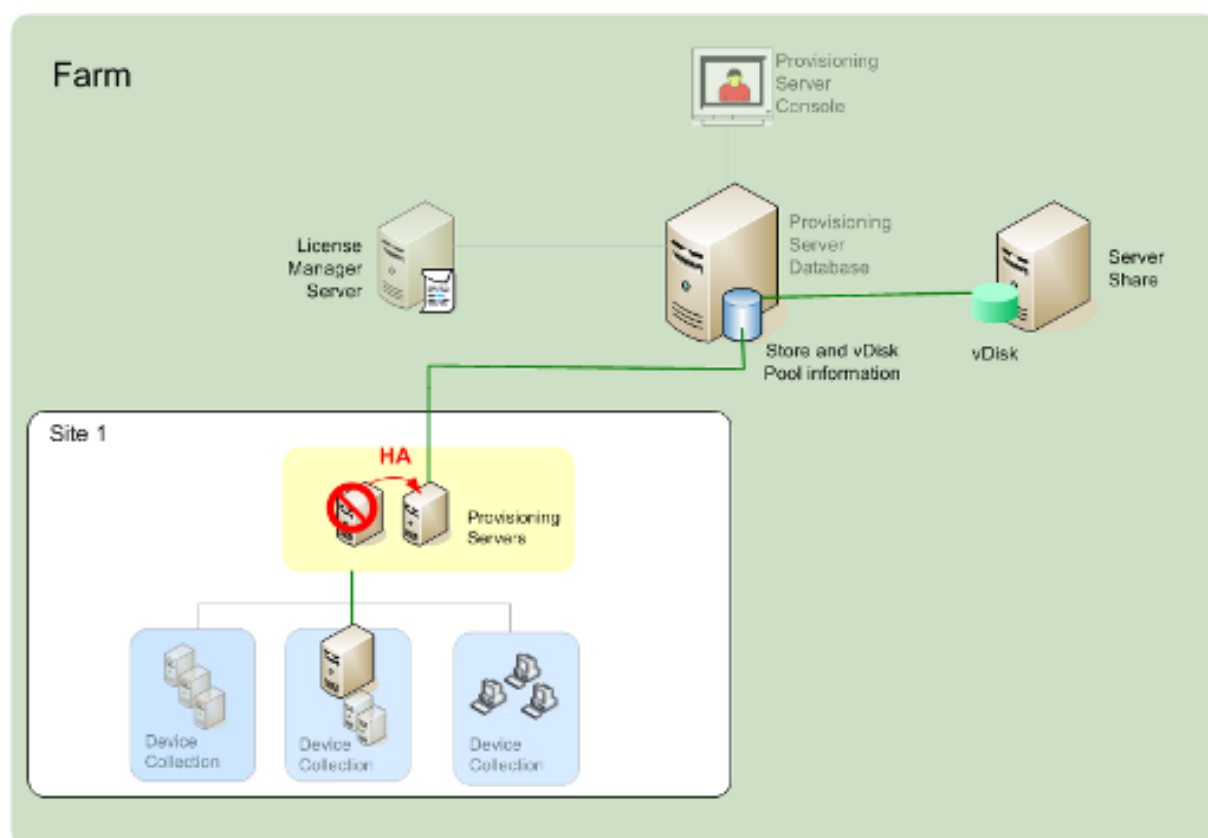 Farm
Provisioning
Server
Console
License
Manager
Server
Provisioning
Server
Database
Server
Share
Store and vDisk
Pool information
vDisk
Site 1
HA
Provisioning
Servers
Device
Collection
Device
Collection
Device
Collection